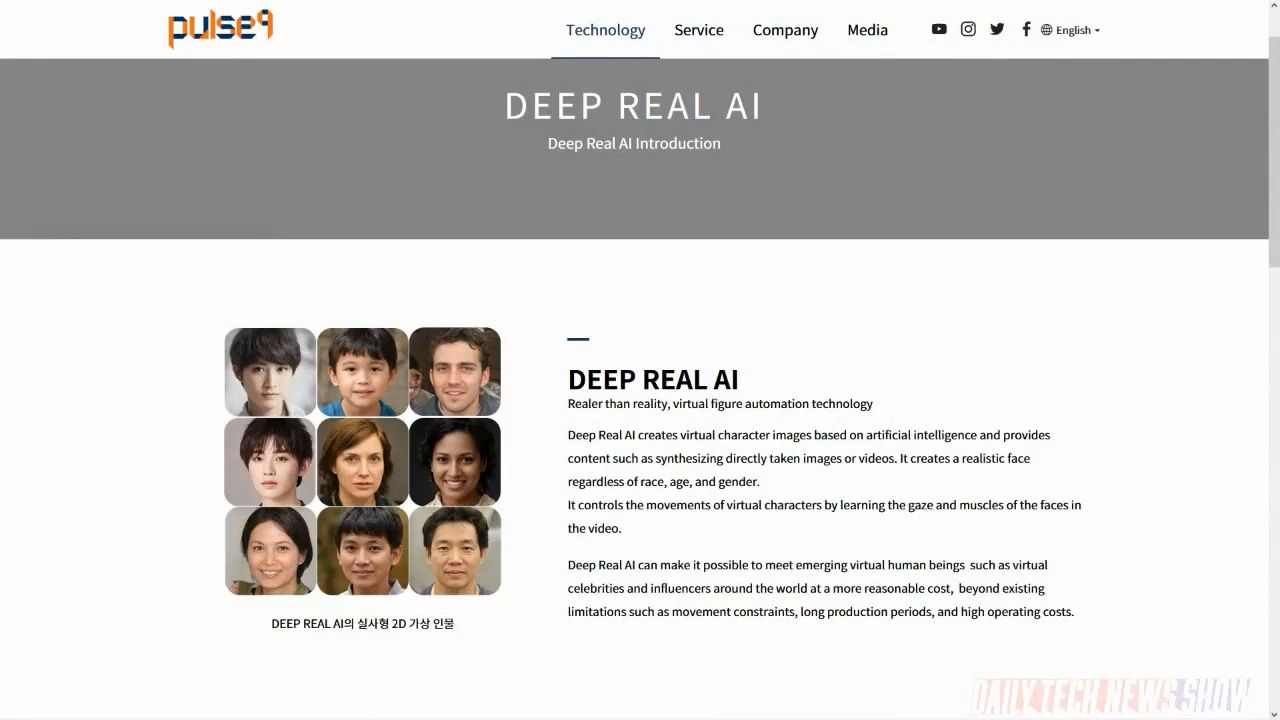 pulse9
Technology Service Company Media English
DEEP REAL AI
Deep Real AI Introduction
DEEP REAL AI
Realer than reality, virtual figure automation technology
Deep Real AI creates virtual character images based on artificial intelligence and provides
content such as synthesizing directly taken images or videos. It creates a realistic face
regardless of race, age, and gender.
It controls the movements of virtual characters by learning the gaze and muscles of the faces in
the video.
Deep Real AI can make it possible to meet emerging virtual human beings such as virtual
celebrities and influencers around the world at a more reasonable cost, beyond existing
limitations such as movement constraints, long production periods, and high operating costs.
DEEP REAL AI의 실사형 2D 가상 인물
DAILY TECH NEWS SHOW